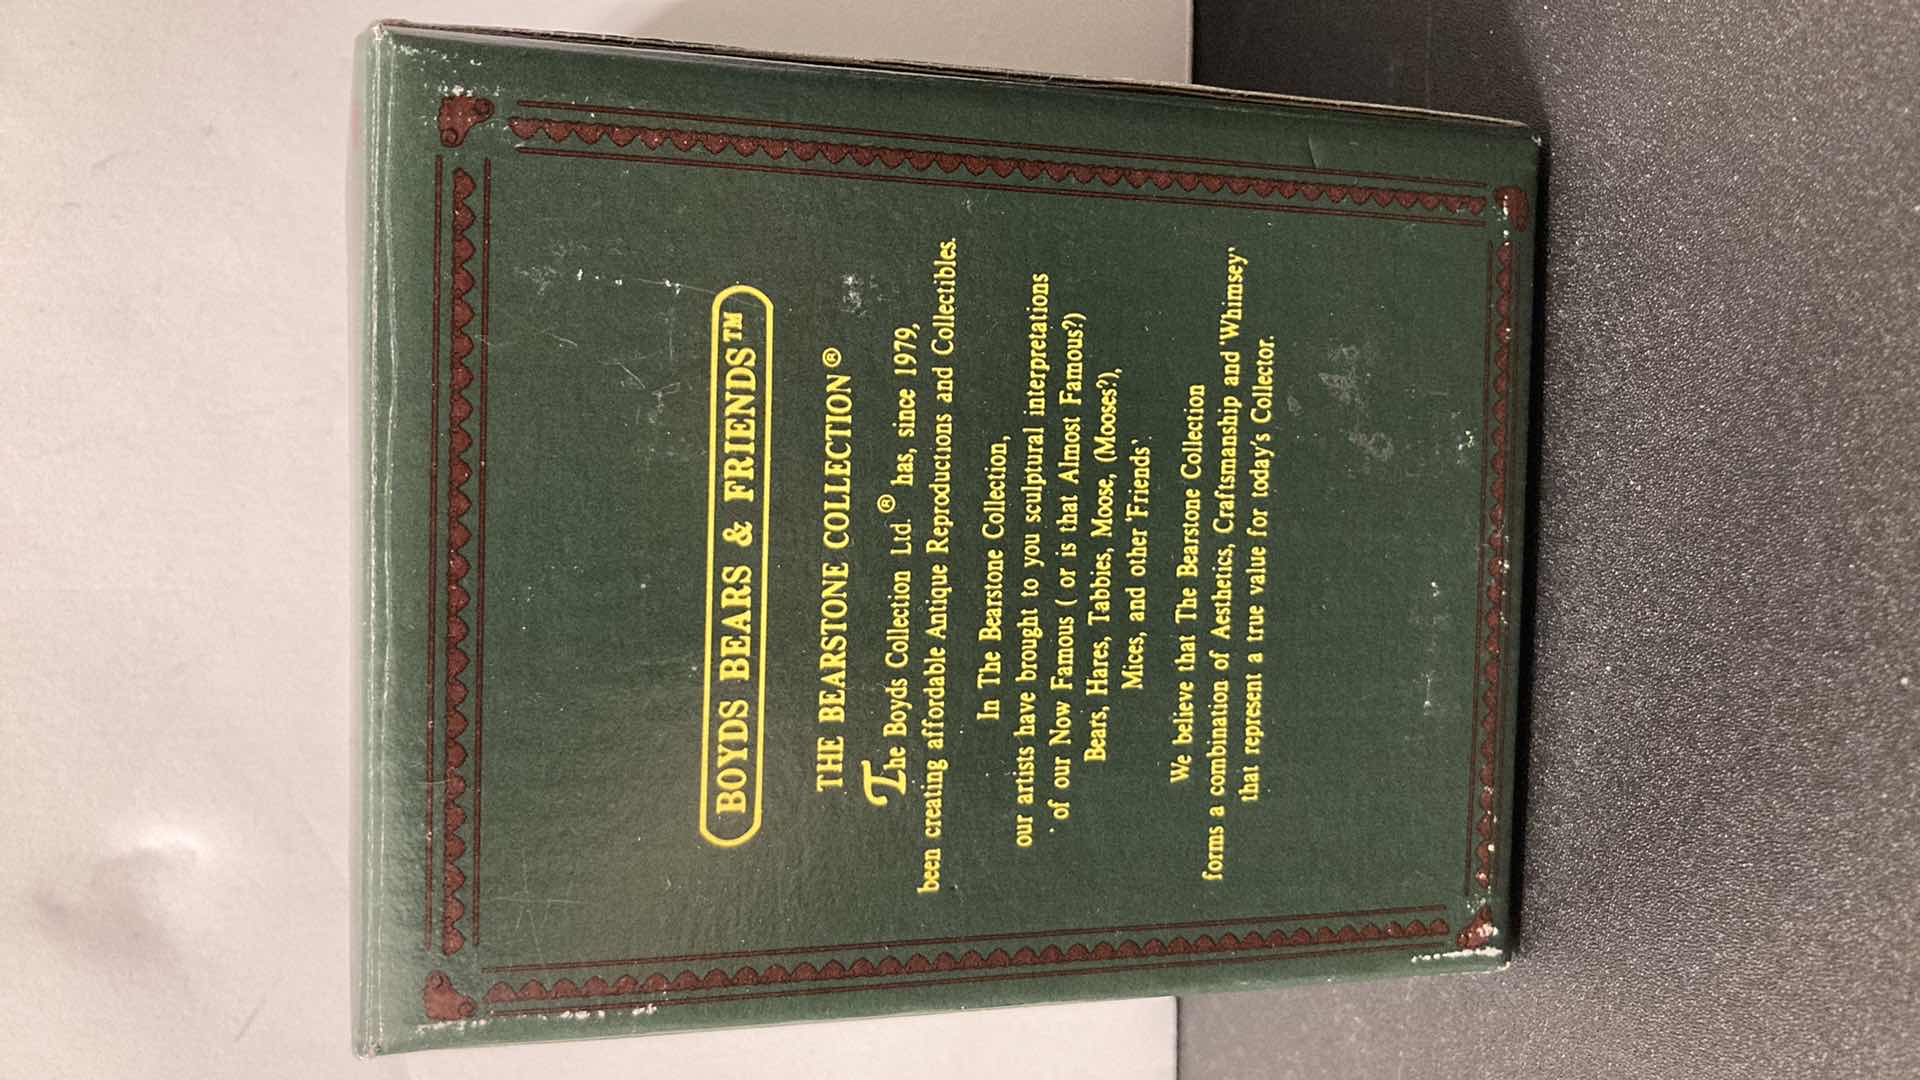 BOYDS BEARS & FRIENDS™
THE BEARSTONE COLLECTION®
The Boyds Collection Ltd.® has, since 1979,
been creating affordable Antique Reproductions and Collectibles.
In The Bearstone Collection,
our artists have brought to you sculptural interpretations
of our Now Famous ( or is that Almost Famous?)
Bears, Hares, Tabbies, Moose, (Mooses?),
Mices, and other 'Friends'.
We believe that The Bearstone Collection
forms a combination of Aesthetics, Craftsmanship and 'Whimsey'
that represent a true value for today's Collector.